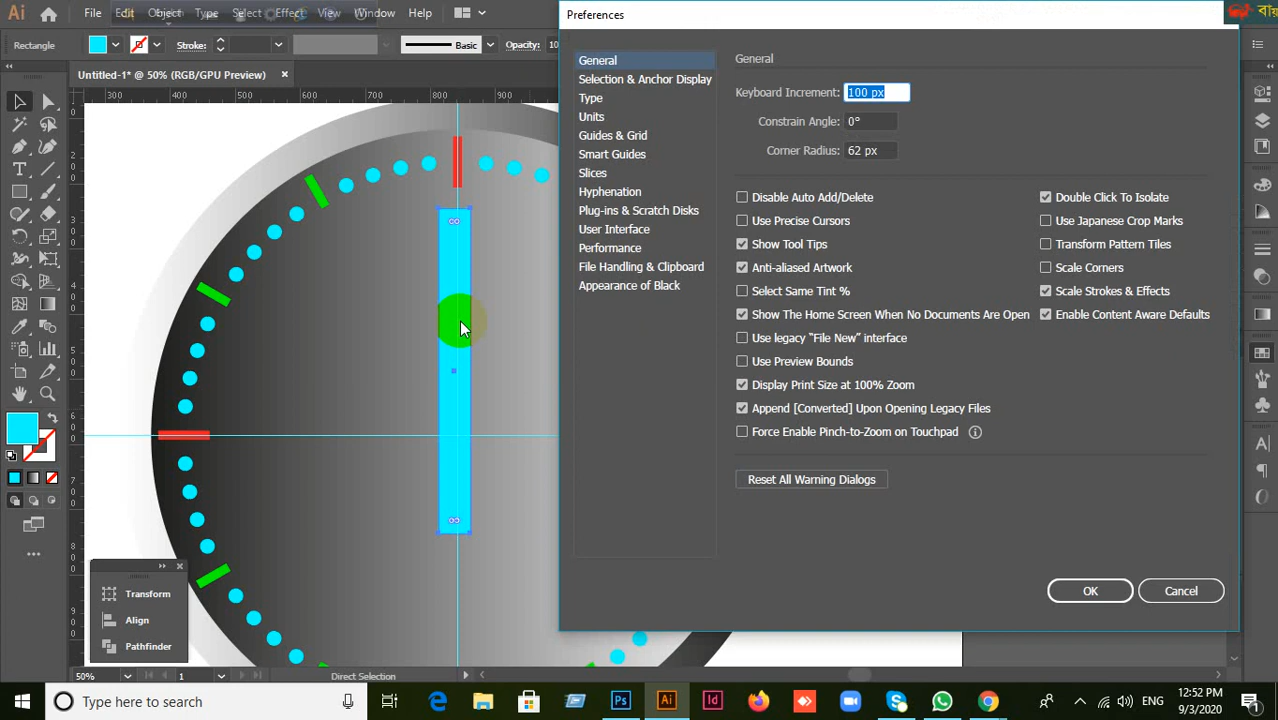 Ai
File
Edit
Object
Type
Select
Effect
View
Window
Help
Preferences
Rectangle
Stroke:
Basic
Opacity:
10
Untitled-1* @ 50% (RGB/GPU Preview)
300
400
500
800
900
General
Selection & Anchor Display
Type
Units
Guides & Grid
Smart Guides
Slices
Hyphenation
Plug-ins & Scratch Disks
User Interface
Performance
File Handling & Clipboard
Appearance of Black
General
Keyboard Increment: 100 px
Constrain Angle: 0°
Corner Radius: 62 px
Disable Auto Add/Delete
Double Click To Isolate
Use Precise Cursors
Use Japanese Crop Marks
Show Tool Tips
Transform Pattern Tiles
Anti-aliased Artwork
Scale Corners
Select Same Tint %
Scale Strokes & Effects
Show The Home Screen When No Documents Are Open
Enable Content Aware Defaults
Use legacy “File New” interface
Use Preview Bounds
Display Print Size at 100% Zoom
Append [Converted] Upon Opening Legacy Files
Force Enable Pinch-to-Zoom on Touchpad
Reset All Warning Dialogs
OK
Cancel
Transform
Align
Pathfinder
50%
1
Direct Selection
Type here to search
Ps
Ai
Id
ENG
12:52 PM
9/3/2020